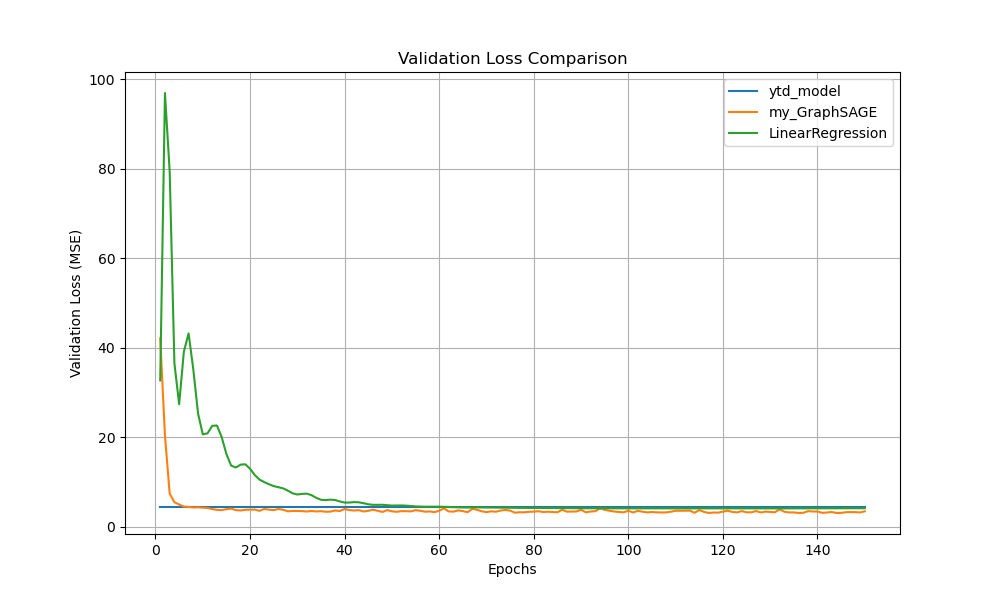 Validation Loss Comparison
ytd_model
my_GraphSAGE
LinearRegression
Validation Loss (MSE)
100
80
60
40
20
0
0 20 40 60 80 100 120 140
Epochs